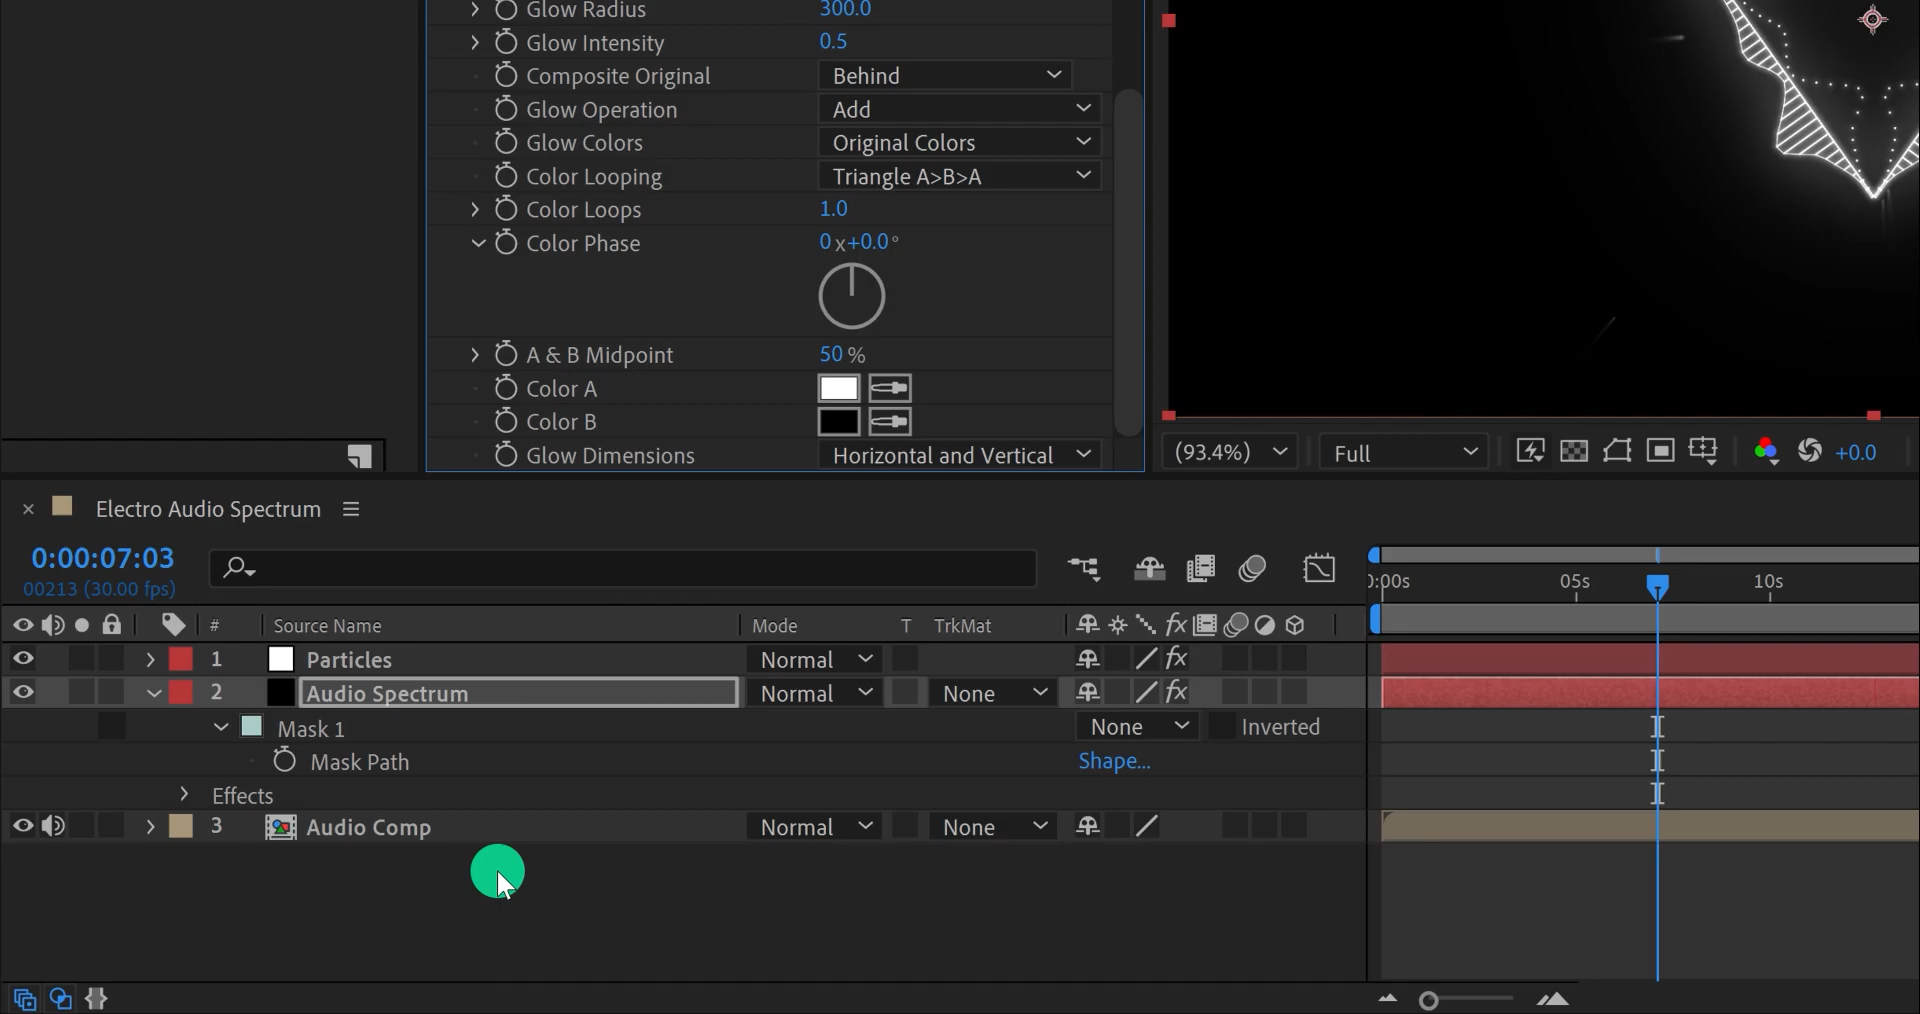 Glow Radius 300.0
Glow Intensity 0.5
Composite Original Behind
Glow Operation Add
Glow Colors Original Colors
Color Looping Triangle A>B>A
Color Loops 1.0
Color Phase 0 x+0.0°
A & B Midpoint 50 %
Color A
Color B
Glow Dimensions Horizontal and Vertical
(93.4%) Full +0.0
× Electro Audio Spectrum
0:00:07:03
00213 (30.00 fps)
0:00s 05s 10s
# Source Name Mode T TrkMat fx
1 Particles Normal fx
2 Audio Spectrum Normal None fx
Mask 1 None Inverted
Mask Path Shape...
Effects
3 Audio Comp Normal None